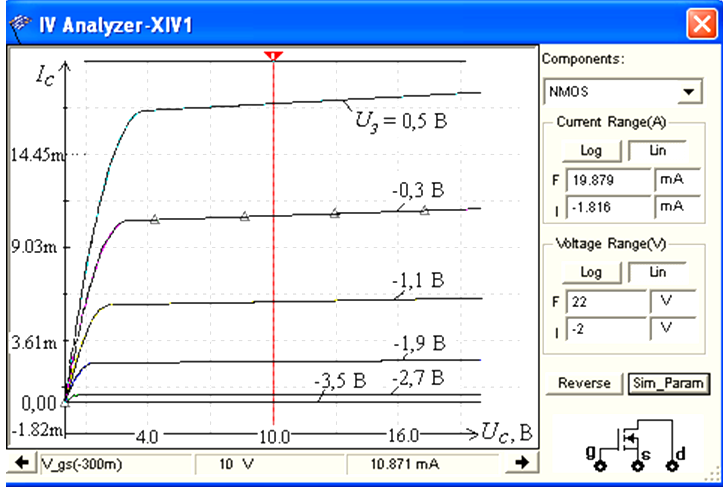 IV Analyzer-XIV1
I_C
U_З = 0,5 В
14.45m
-0,3 В
9.03m
-1,1 В
3.61m
-1,9 В
-3,5 В
-2,7 В
0,00
-1.82m
4.0
10.0
16.0
U_C, В
V_gs(-300m)
10 V
10.871 mA
Components:
NMOS
Current Range(A)
Log
Lin
F
19.879
mA
I
-1.816
mA
Voltage Range(V)
Log
Lin
F
22
V
I
-2
V
Reverse
Sim_Param
g
s
d